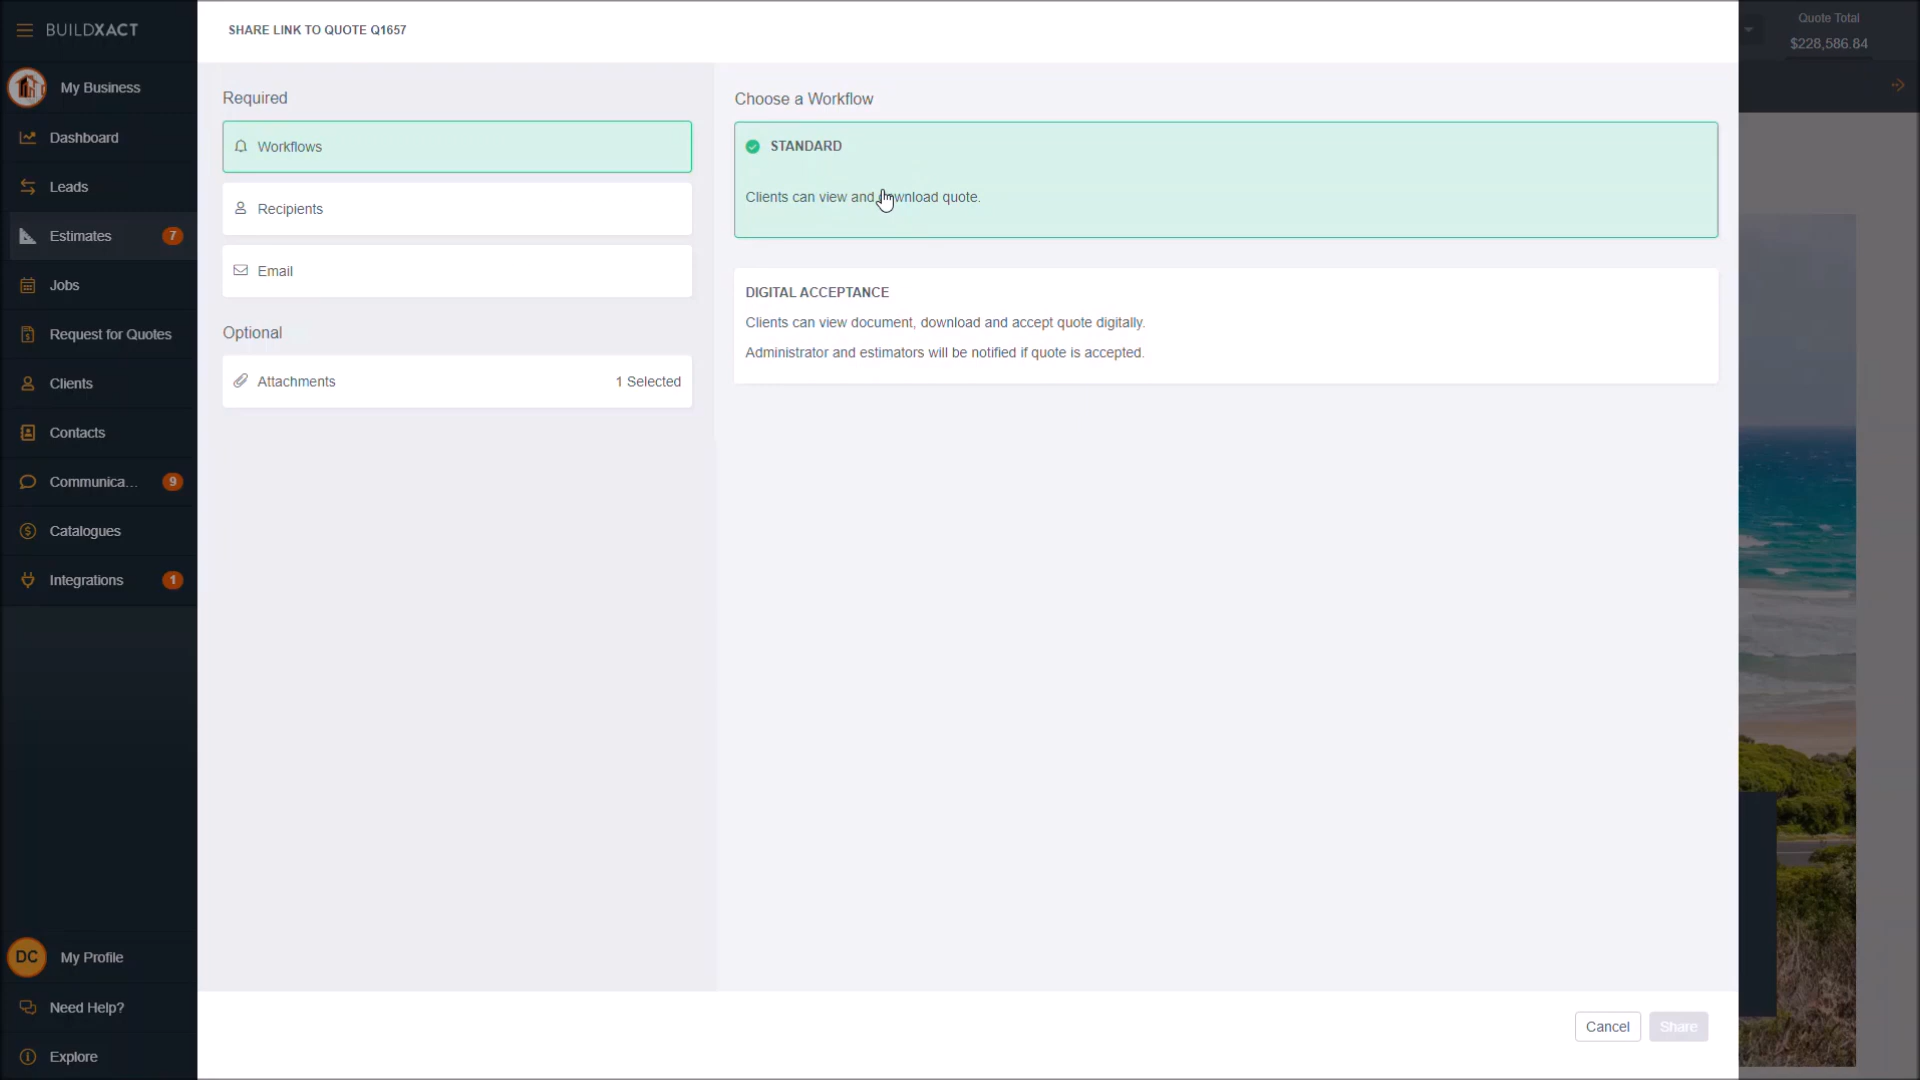 BUILDXACT
My Business
Dashboard
Leads
Estimates 7
Jobs
Request for Quotes
Clients
Contacts
Communica... 9
Catalogues
Integrations 1
DC My Profile
Need Help?
Explore
SHARE LINK TO QUOTE Q1657
Required
Workflows
Recipients
Email
Optional
Attachments 1 Selected
Choose a Workflow
STANDARD
Clients can view and download quote.
DIGITAL ACCEPTANCE
Clients can view document, download and accept quote digitally.
Administrator and estimators will be notified if quote is accepted.
Cancel Share
Quote Total
$228,586.84